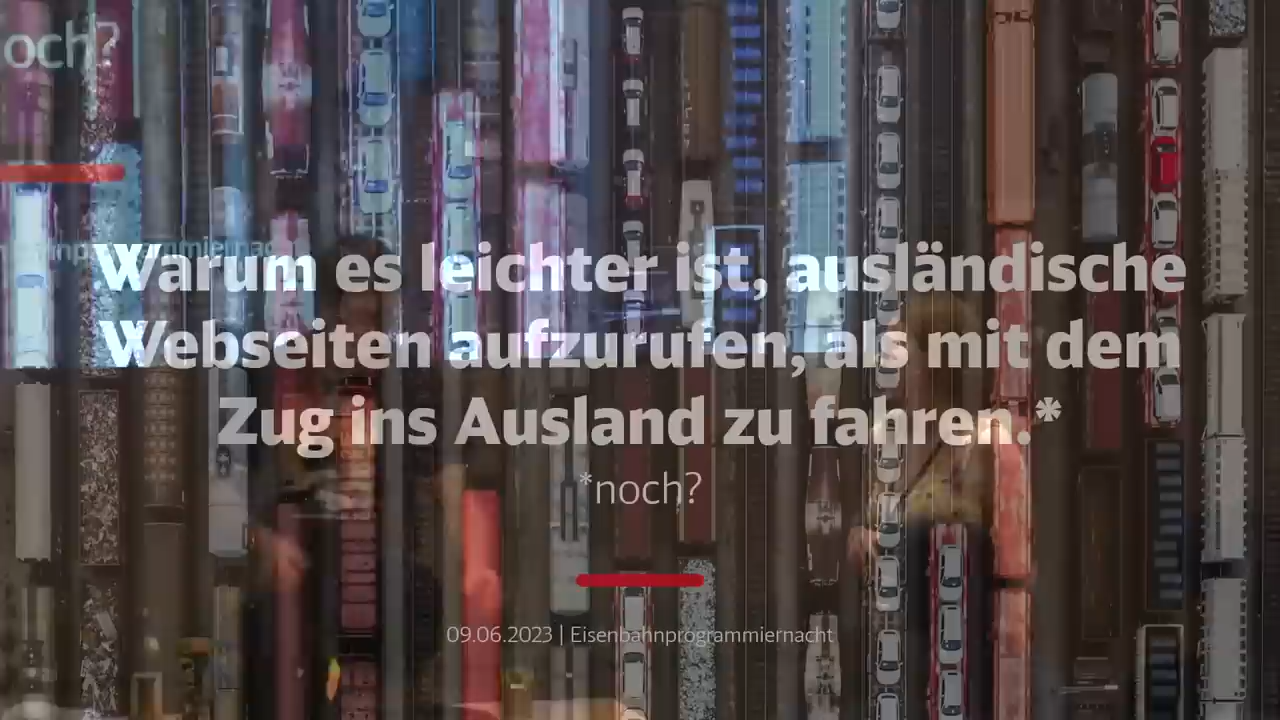 och?
Warum es leichter ist, ausländische
Webseiten aufzurufen, als mit dem
Zug ins Ausland zu fahren.*
*noch?
09.06.2023 | Eisenbahnprogrammiernacht